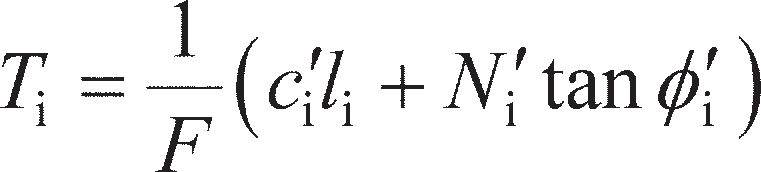 T_i = \frac{1}{F} ( c'_i l_i + N'_i \tan \phi'_i )